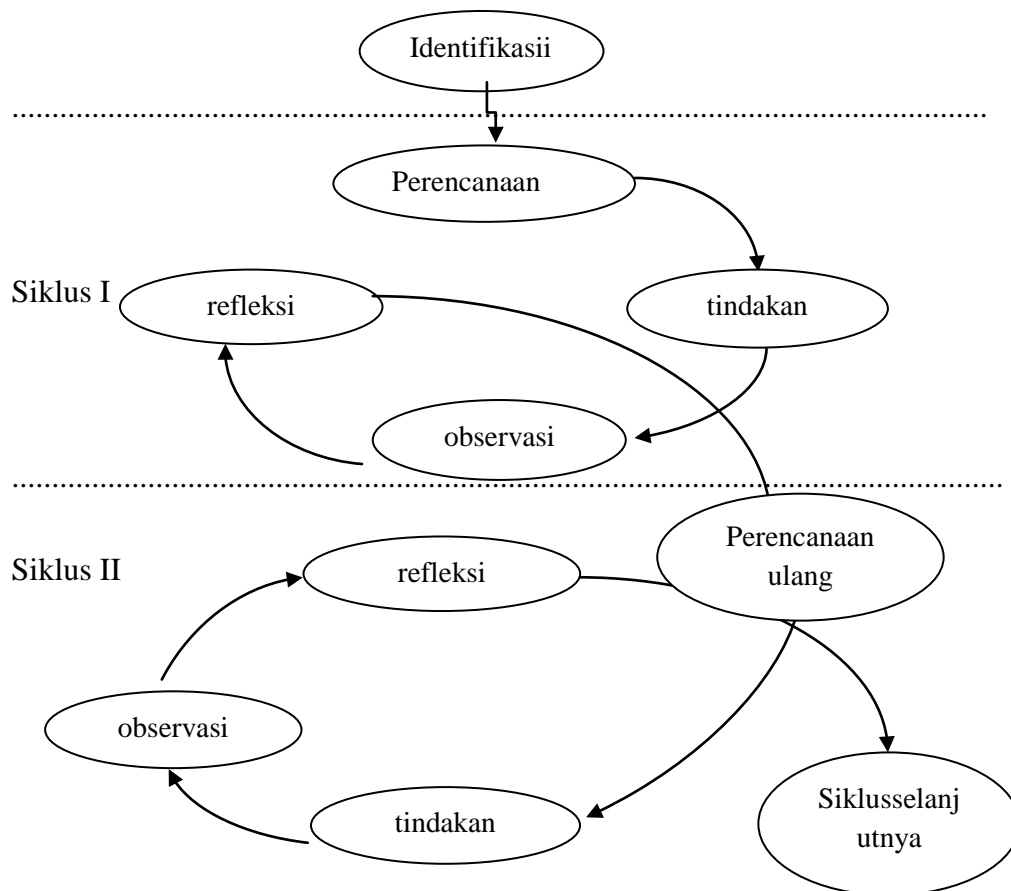 Identifikasii
Perencanaan
Siklus I
refleksi
tindakan
observasi
Perencanaan
ulang
Siklus II
refleksi
observasi
tindakan
Siklusselanj
utnya